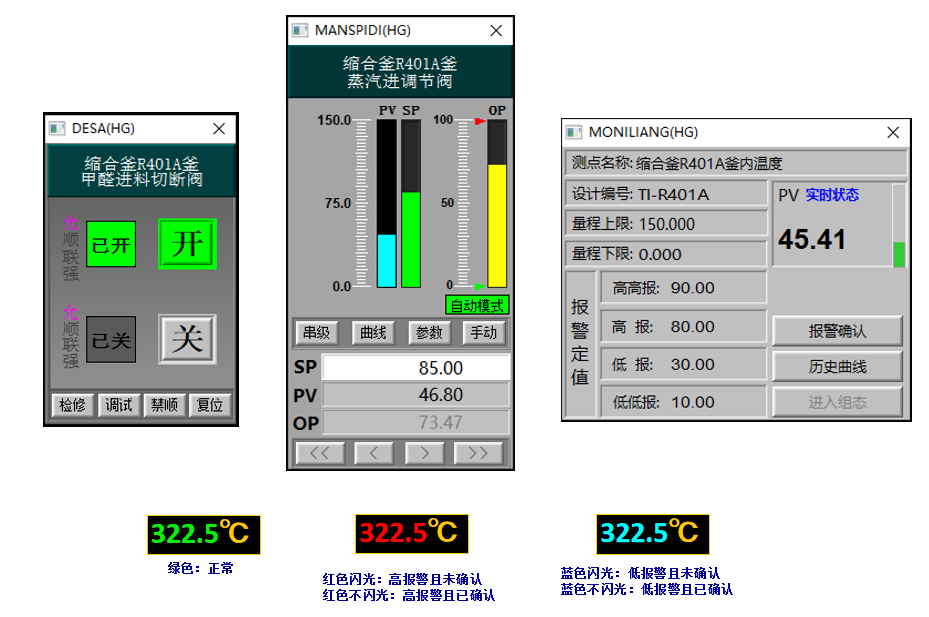 DESA(HG)
缩合釜R401A釜
甲醛进料切断阀
允
顺
联
强
已开
开
允
顺
联
强
已关
关
检修
调试
禁顺
复位
MANSPIDI(HG)
缩合釜R401A釜
蒸汽进调节阀
PV SP OP
150.0
75.0
0.0
100
50
0
自动模式
串级
曲线
参数
手动
SP 85.00
PV 46.80
OP 73.47
<<
<
>
>>
MONILIANG(HG)
测点名称: 缩合釜R401A釜内温度
设计编号: TI-R401A
量程上限: 150.000
量程下限: 0.000
PV 实时状态
45.41
报
警
定
值
高高报: 90.00
高 报: 80.00
低 报: 30.00
低低报: 10.00
报警确认
历史曲线
进入组态
322.5℃
绿色：正常
322.5℃
红色闪光：高报警且未确认
红色不闪光：高报警且已确认
322.5℃
蓝色闪光：低报警且未确认
蓝色不闪光：低报警且已确认